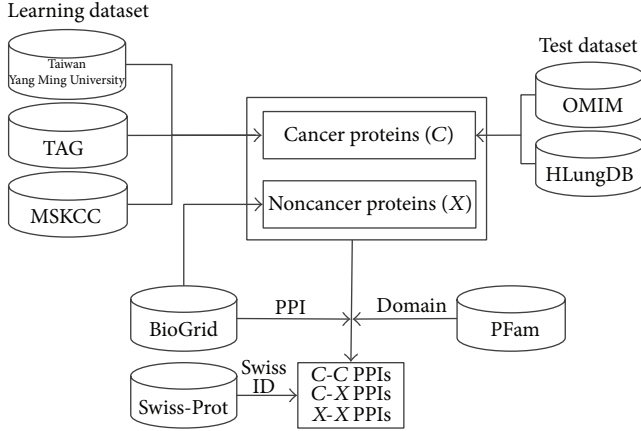 Learning dataset
Taiwan
Yang Ming University
TAG
MSKCC
Test dataset
OMIM
HLungDB
Cancer proteins (C)
Noncancer proteins (X)
BioGrid
PPI
Domain
PFam
Swiss-Prot
Swiss
ID
C-C PPIs
C-X PPIs
X-X PPIs